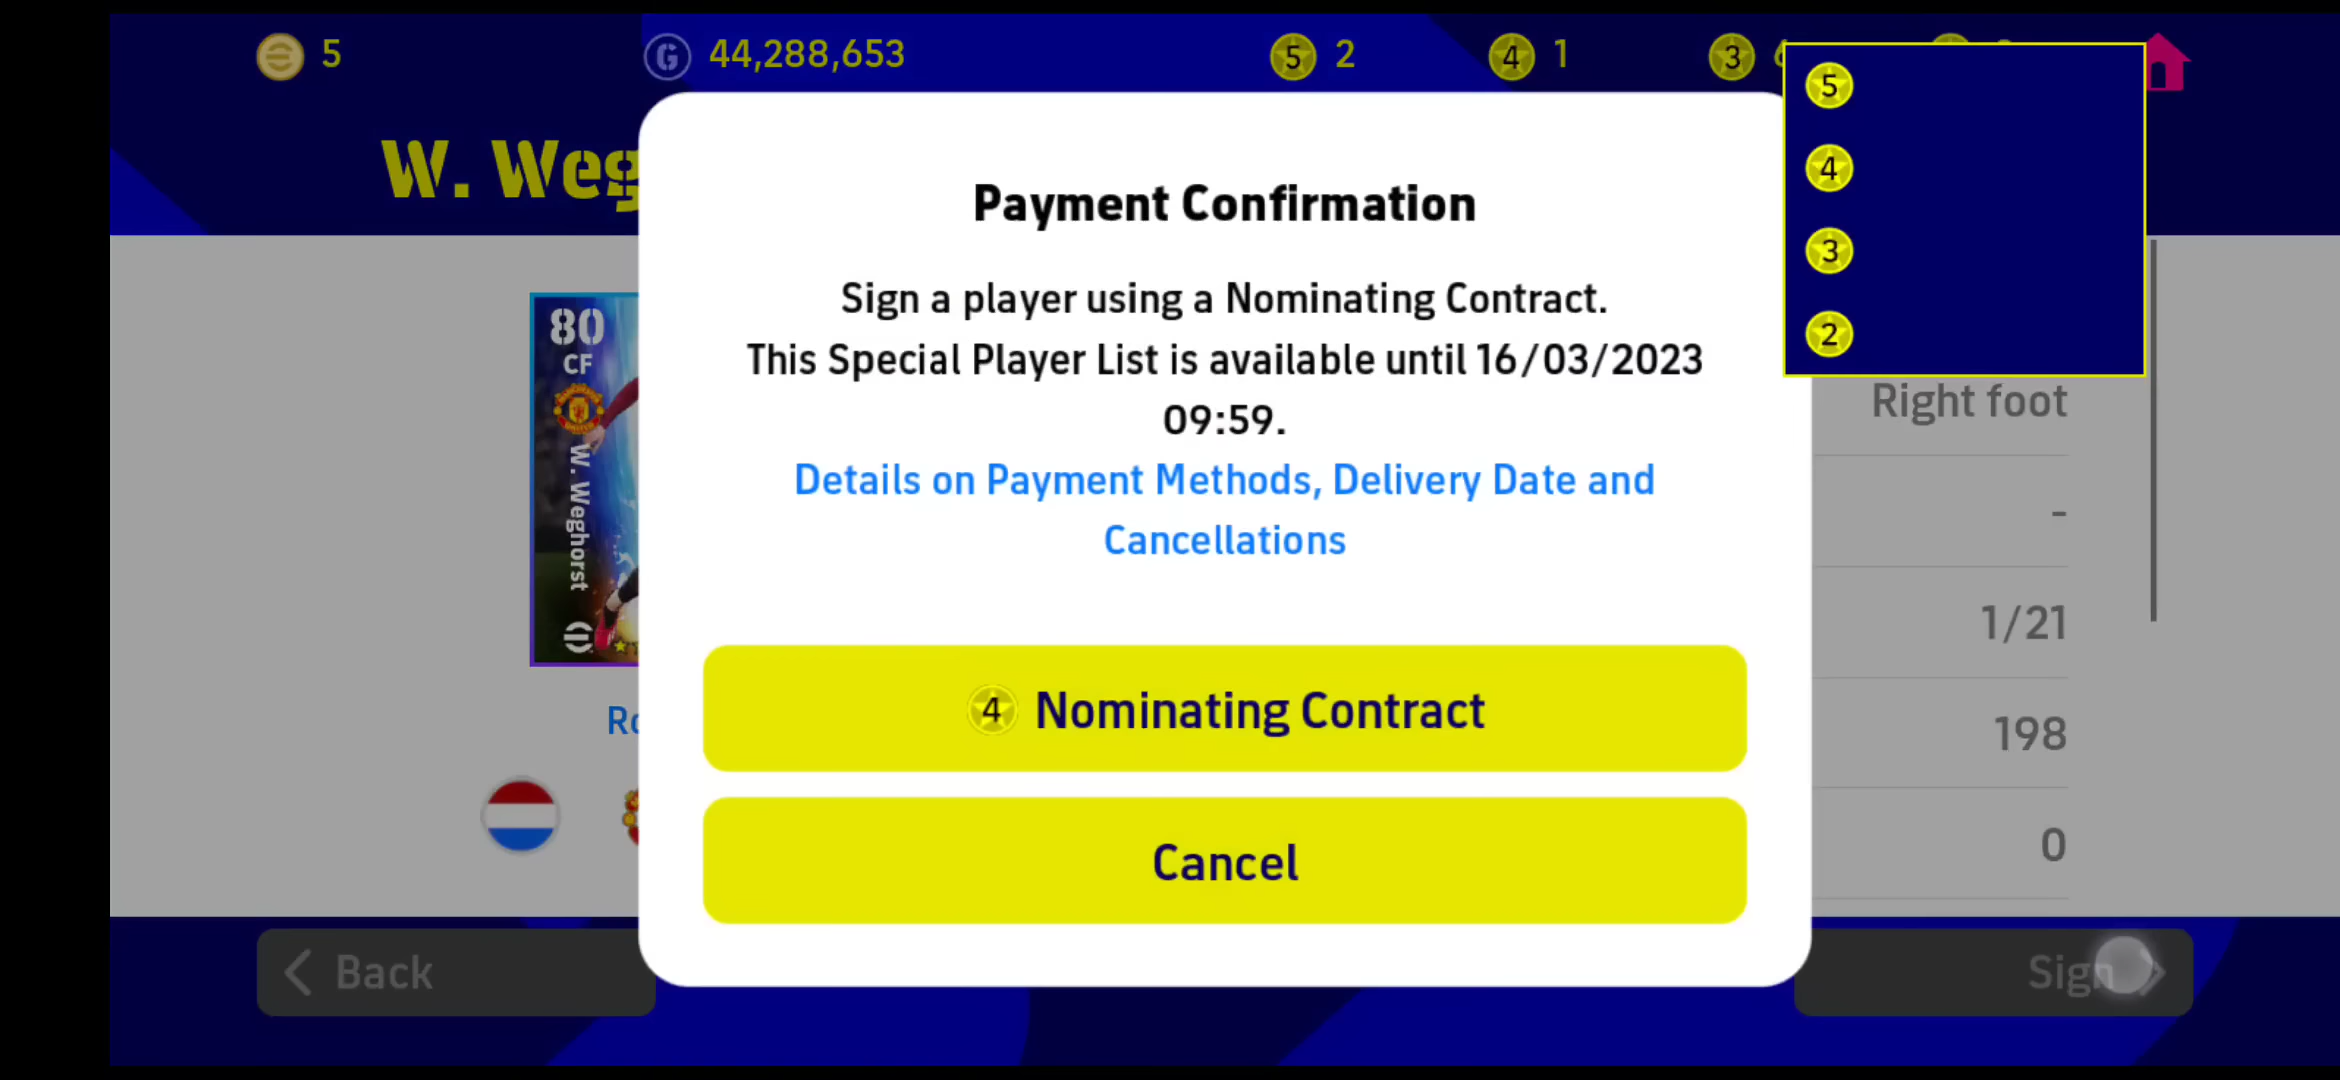 5
G 44,288,653
5 2
4 1
3
5
4
3
2
W. Weg
80
CF
W. Weghorst
Payment Confirmation
Sign a player using a Nominating Contract.
This Special Player List is available until 16/03/2023
09:59.
Details on Payment Methods, Delivery Date and
Cancellations
4 Nominating Contract
Cancel
Right foot
-
1/21
198
0
Back
Sign